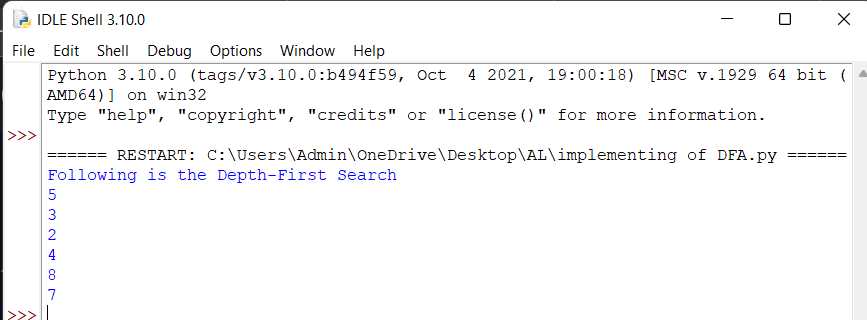 IDLE Shell 3.10.0
File Edit Shell Debug Options Window Help
Python 3.10.0 (tags/v3.10.0:b494f59, Oct  4 2021, 19:00:18) [MSC v.1929 64 bit (
AMD64)] on win32
Type "help", "copyright", "credits" or "license()" for more information.
>>>
====== RESTART: C:\Users\Admin\OneDrive\Desktop\AL\implementing of DFA.py ======
Following is the Depth-First Search
5
3
2
4
8
7
>>>